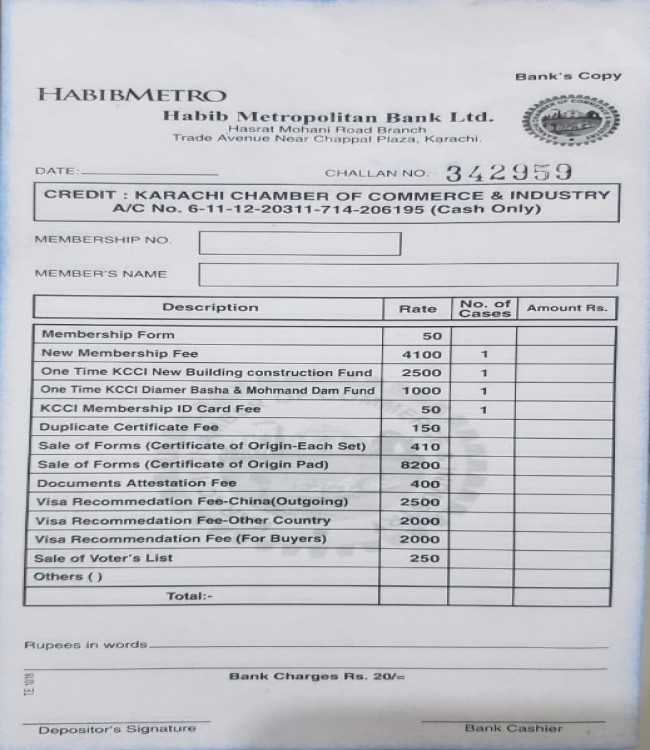 Bank's Copy
HABIBMETRO
Habib Metropolitan Bank Ltd.
Hasrat Mohani Road Branch
Trade Avenue Near Chappal Plaza, Karachi.
DATE:
CHALLAN NO. 342959
CREDIT : KARACHI CHAMBER OF COMMERCE & INDUSTRY
A/C No. 6-11-12-20311-714-206195 (Cash Only)
MEMBERSHIP NO.
MEMBER'S NAME
Description Rate No. of Cases Amount Rs.
Membership Form 50
New Membership Fee 4100 1
One Time KCCI New Building construction Fund 2500 1
One Time KCCI Diamer Basha & Mohmand Dam Fund 1000 1
KCCI Membership ID Card Fee 50 1
Duplicate Certificate Fee 150
Sale of Forms (Certificate of Origin-Each Set) 410
Sale of Forms (Certificate of Origin Pad) 8200
Documents Attestation Fee 400
Visa Recommedation Fee-China(Outgoing) 2500
Visa Recommedation Fee-Other Country 2000
Visa Recommendation Fee (For Buyers) 2000
Sale of Voter's List 250
Others ( )
Total:-
Rupees in words
Bank Charges Rs. 20/=
Depositor's Signature
Bank Cashier